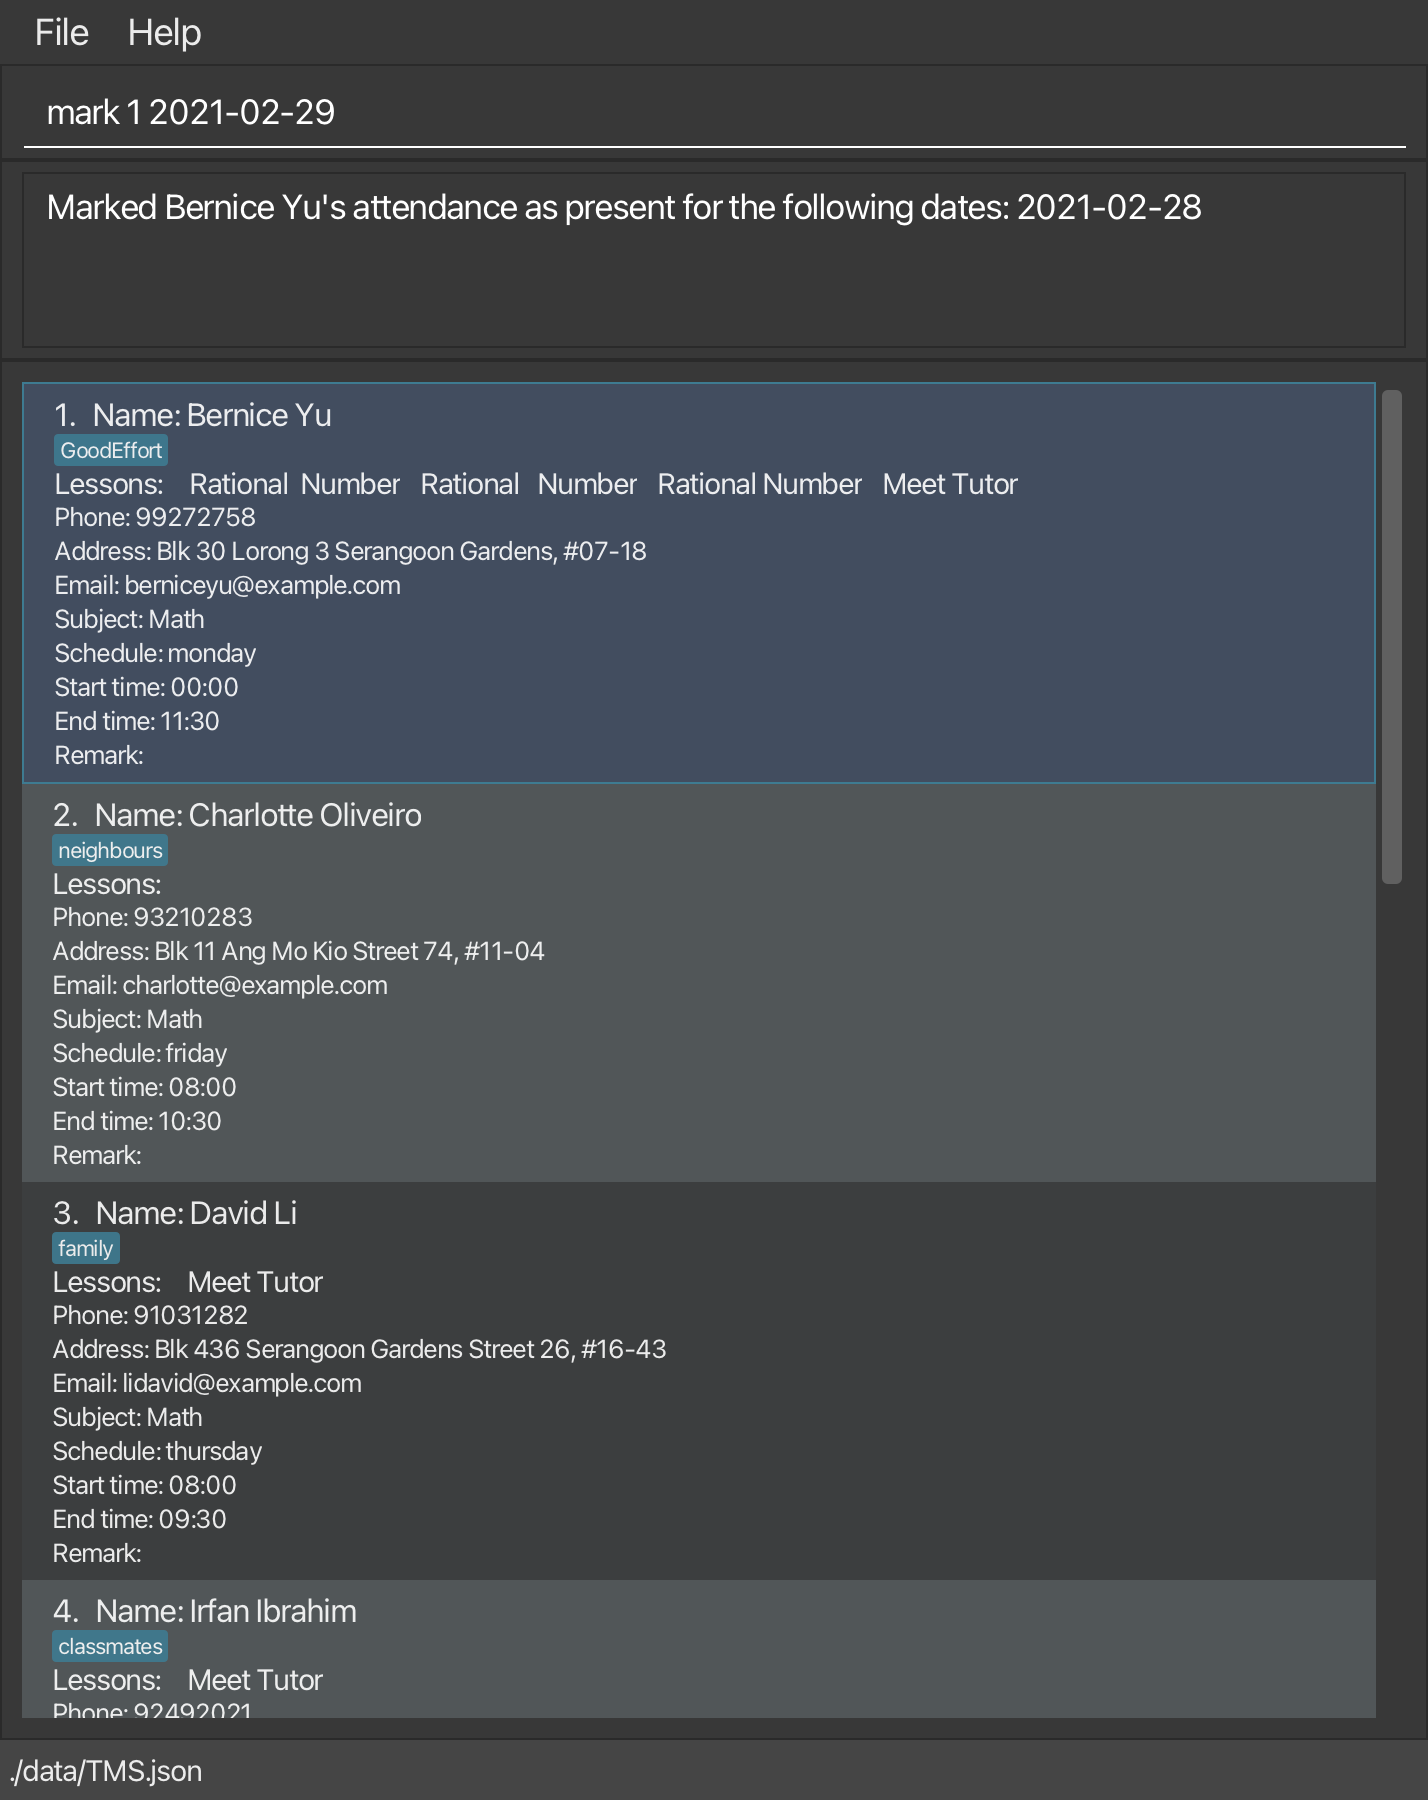 File Help
mark 1 2021-02-29
Marked Bernice Yu's attendance as present for the following dates: 2021-02-28
1. Name: Bernice Yu
GoodEffort
Lessons: Rational Number Rational Number Rational Number Meet Tutor
Phone: 99272758
Address: Blk 30 Lorong 3 Serangoon Gardens, #07-18
Email: berniceyu@example.com
Subject: Math
Schedule: monday
Start time: 00:00
End time: 11:30
Remark:
2. Name: Charlotte Oliveiro
neighbours
Lessons:
Phone: 93210283
Address: Blk 11 Ang Mo Kio Street 74, #11-04
Email: charlotte@example.com
Subject: Math
Schedule: friday
Start time: 08:00
End time: 10:30
Remark:
3. Name: David Li
family
Lessons: Meet Tutor
Phone: 91031282
Address: Blk 436 Serangoon Gardens Street 26, #16-43
Email: lidavid@example.com
Subject: Math
Schedule: thursday
Start time: 08:00
End time: 09:30
Remark:
4. Name: Irfan Ibrahim
classmates
Lessons: Meet Tutor
Phone: 92492021
./data/TMS.json